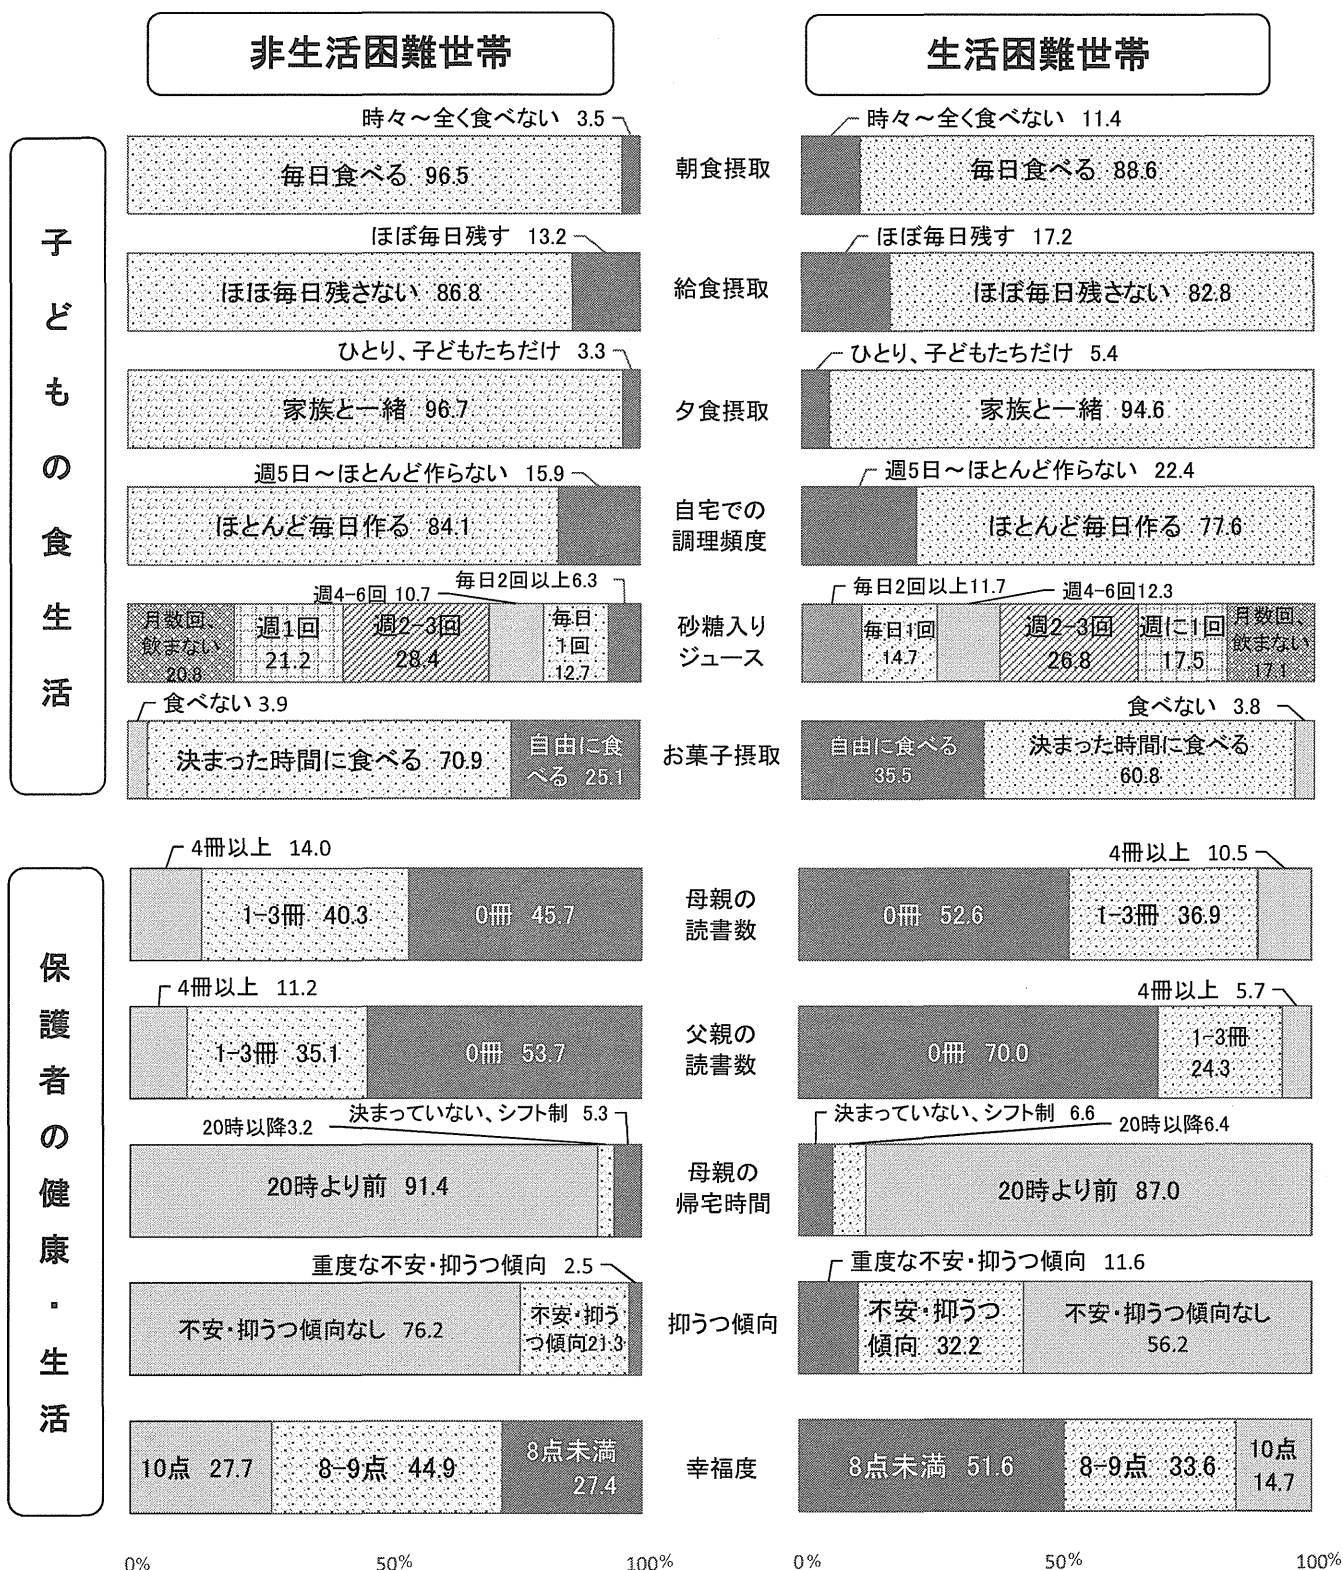 非生活困難世帯
生活困難世帯
子どもの食生活
時々～全く食べない 3.5
毎日食べる 96.5
朝食摂取
時々～全く食べない 11.4
毎日食べる 88.6
ほぼ毎日残す 13.2
ほほ毎日残さない 86.8
給食摂取
ほぼ毎日残す 17.2
ほぼ毎日残さない 82.8
ひとり、子どもたちだけ 3.3
家族と一緒 96.7
夕食摂取
ひとり、子どもたちだけ 5.4
家族と一緒 94.6
週5日～ほとんど作らない 15.9
ほとんど毎日作る 84.1
自宅での
調理頻度
週5日～ほとんど作らない 22.4
ほとんど毎日作る 77.6
毎日2回以上6.3
週4-6回 10.7
月数回、
飲まない
20.8
週1回
21.2
週2-3回
28.4
毎日
1回
12.7
砂糖入り
ジュース
毎日2回以上11.7
週4-6回12.3
毎日1回
14.7
週2-3回
26.8
週に1回
17.5
月数回、
飲まない
17.1
食べない 3.9
決まった時間に食べる 70.9
自由に食
べる 25.1
お菓子摂取
食べない 3.8
自由に食べる
35.5
決まった時間に食べる
60.8
保護者の健康・生活
4冊以上 14.0
1-3冊 40.3
0冊 45.7
母親の
読書数
4冊以上 10.5
0冊 52.6
1-3冊 36.9
4冊以上 11.2
1-3冊 35.1
0冊 53.7
父親の
読書数
4冊以上 5.7
0冊 70.0
1-3冊
24.3
決まっていない、シフト制 5.3
20時以降3.2
20時より前 91.4
母親の
帰宅時間
決まっていない、シフト制 6.6
20時以降6.4
20時より前 87.0
重度な不安・抑うつ傾向 2.5
不安・抑うつ傾向なし 76.2
不安・抑う
つ傾向21.3
抑うつ傾向
重度な不安・抑うつ傾向 11.6
不安・抑うつ
傾向 32.2
不安・抑うつ傾向なし
56.2
10点 27.7
8-9点 44.9
8点未満
27.4
幸福度
8点未満 51.6
8-9点 33.6
10点
14.7
0% 50% 100%
0% 50% 100%